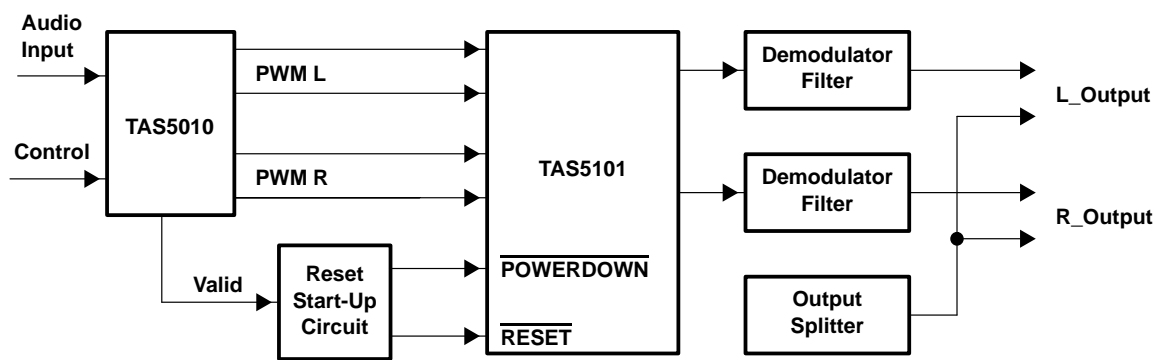 Audio
Input
Control
TAS5010
PWM L
PWM R
Valid
Reset
Start-Up
Circuit
TAS5101
POWERDOWN
RESET
Demodulator
Filter
Demodulator
Filter
Output
Splitter
L_Output
R_Output